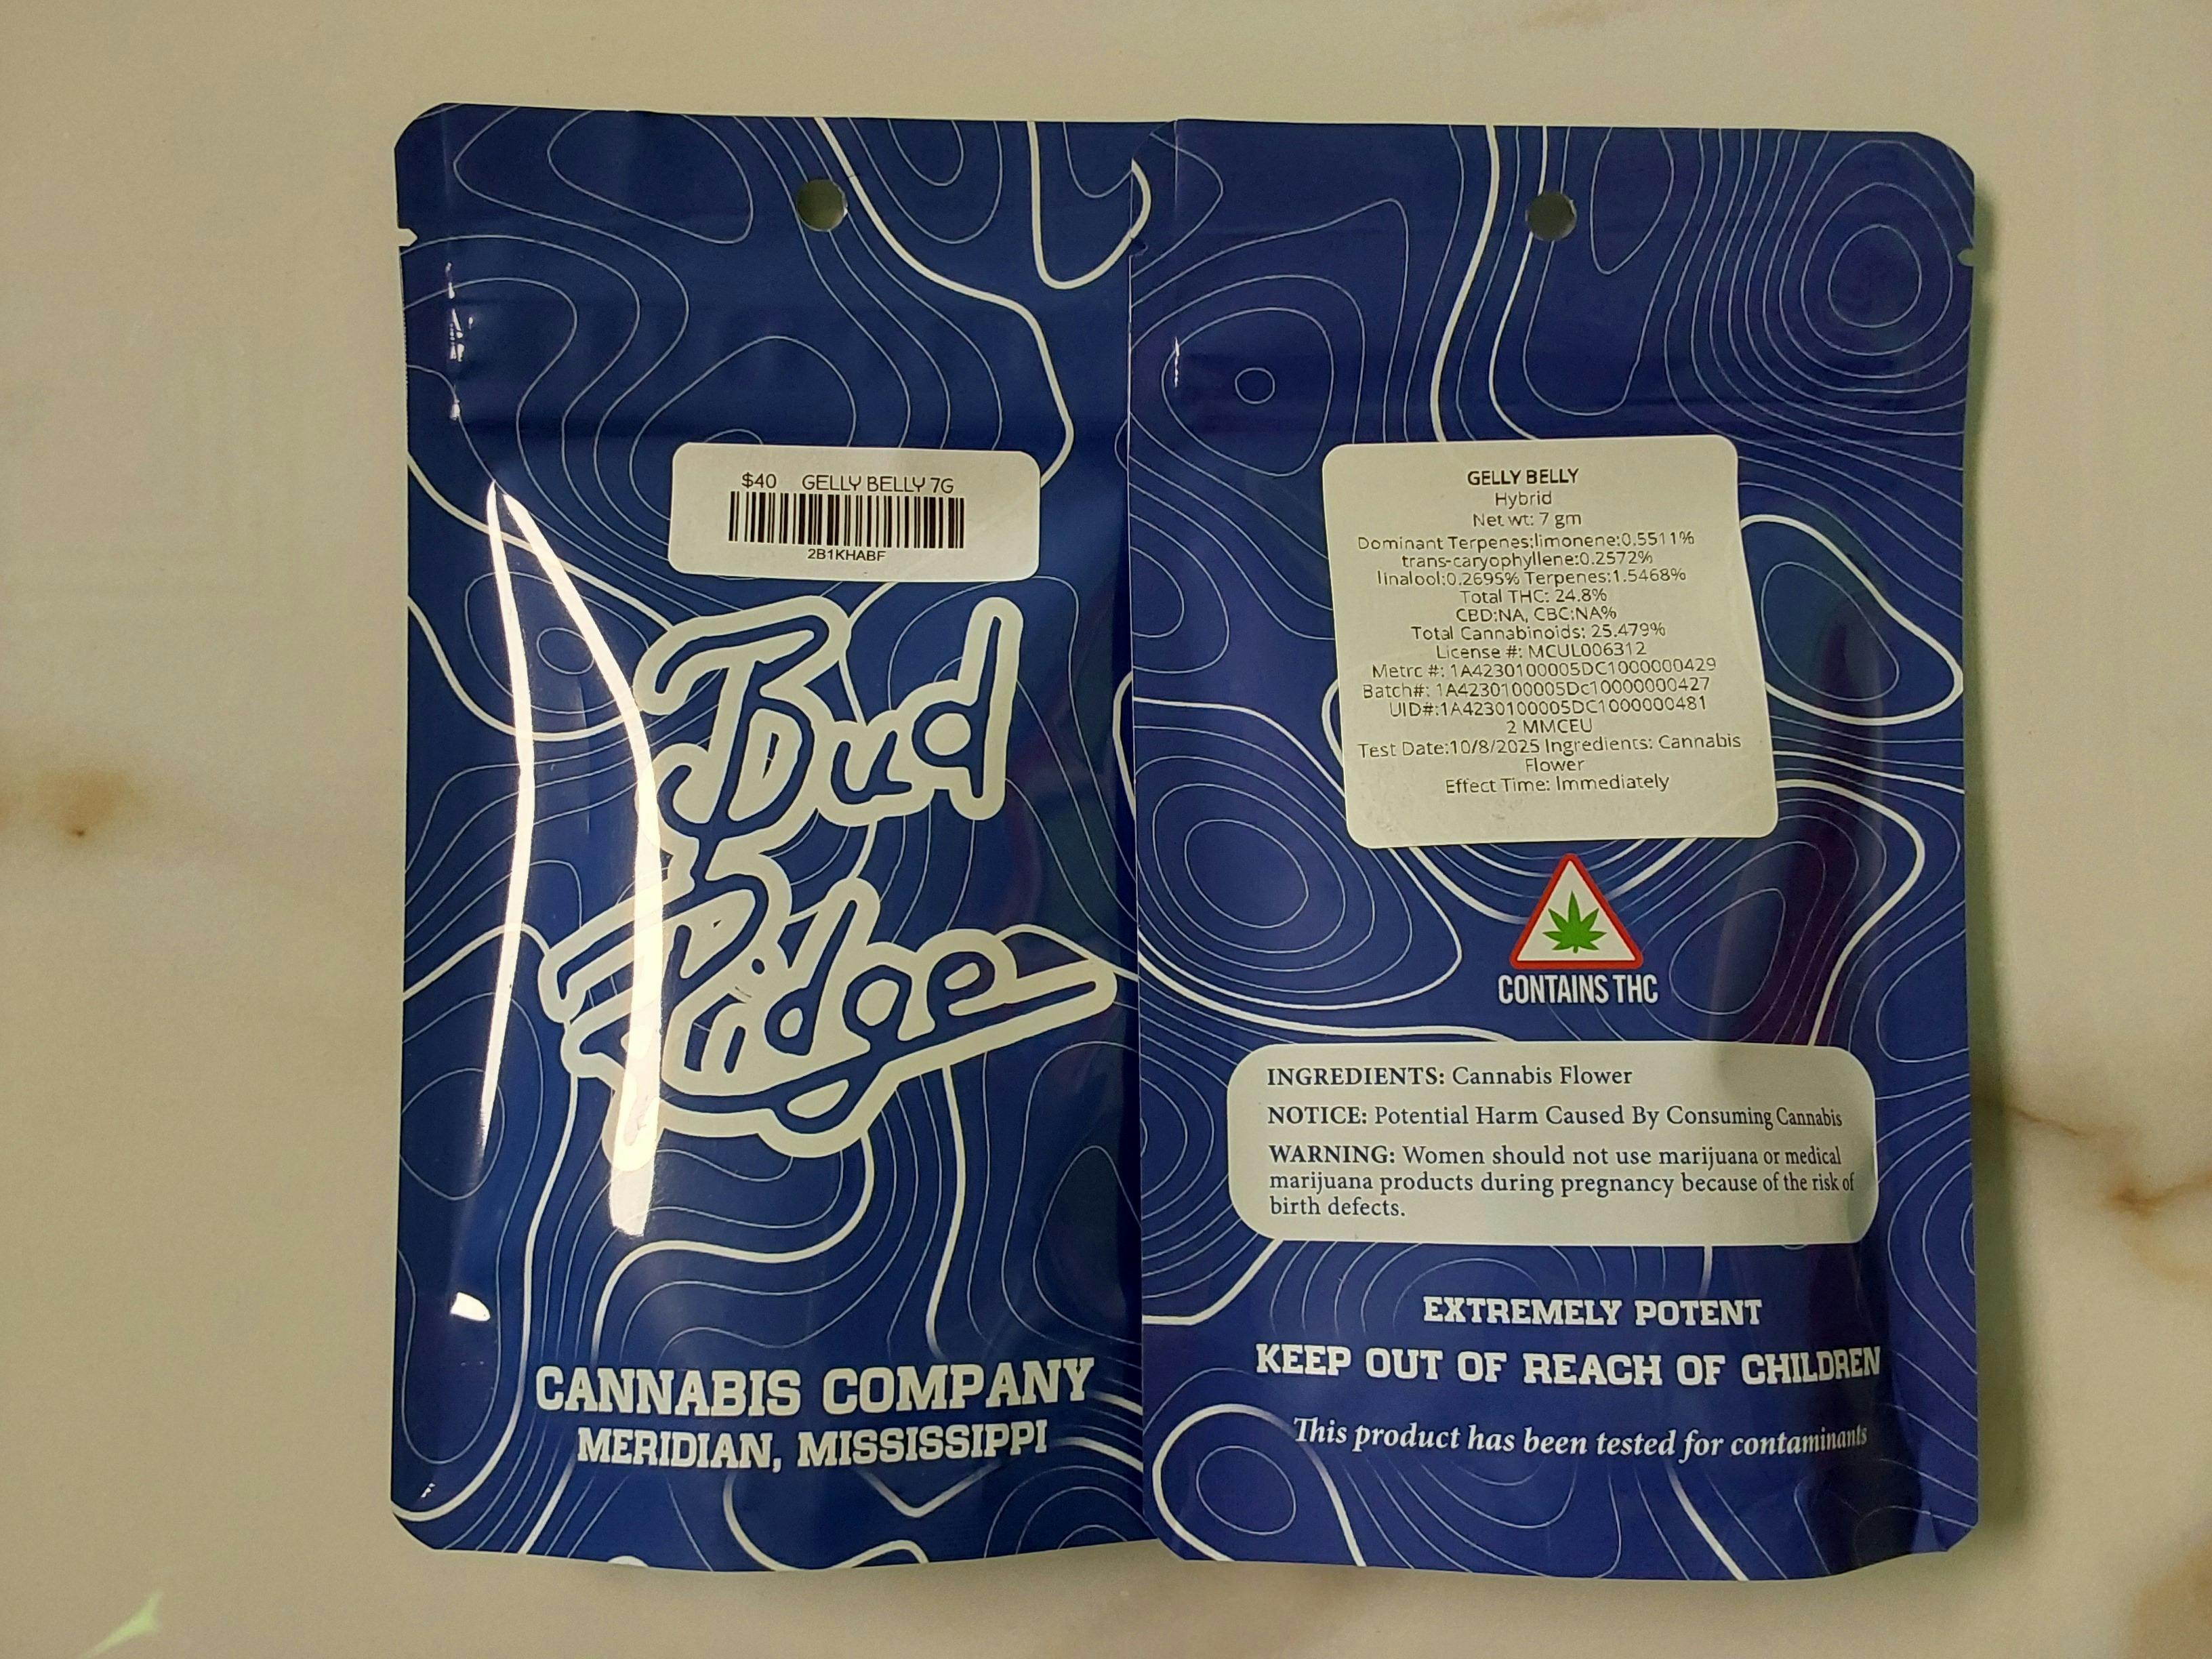 $40 GELLY BELLY 7G
2B1KHABF
Bud
Ridge
CANNABIS COMPANY
MERIDIAN, MISSISSIPPI
GELLY BELLY
Hybrid
Net wt: 7 gm
Dominant Terpenes:limonene:0.5511%
trans-caryophyllene:0.2572%
linalool:0.2695% Terpenes:1.5468%
Total THC: 24.8%
CBD:NA, CBC:NA%
Total Cannabinoids: 25.479%
License #: MCUL006312
Metrc #: 1A4230100005DC1000000429
Batch#: 1A4230100005Dc10000000427
UID#:1A4230100005DC1000000481
2 MMCEU
Test Date:10/8/2025 Ingredients: Cannabis
Flower
Effect Time: Immediately
CONTAINS THC
INGREDIENTS: Cannabis Flower
NOTICE: Potential Harm Caused By Consuming Cannabis
WARNING: Women should not use marijuana or medical
marijuana products during pregnancy because of the risk of
birth defects.
EXTREMELY POTENT
KEEP OUT OF REACH OF CHILDREN
This product has been tested for contaminants